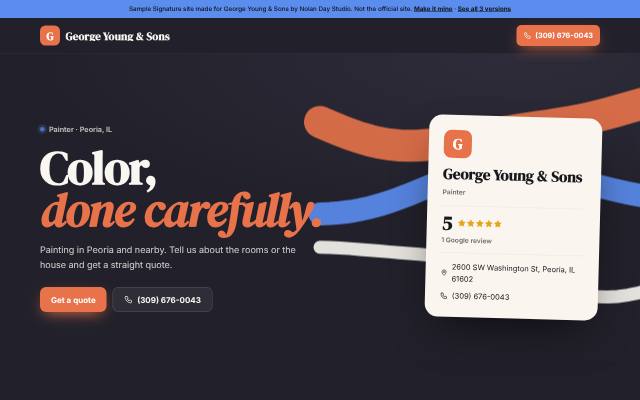 Sample Signature site made for George Young & Sons by Nolan Day Studio. Not the official site. Make it mine · See all 3 versions
G George Young & Sons
(309) 676-0043
Painter · Peoria, IL
Color,
done carefully.
Painting in Peoria and nearby. Tell us about the rooms or the
house and get a straight quote.
Get a quote
(309) 676-0043
G
George Young & Sons
Painter
5 ★★★★★
1 Google review
2600 SW Washington St, Peoria, IL
61602
(309) 676-0043